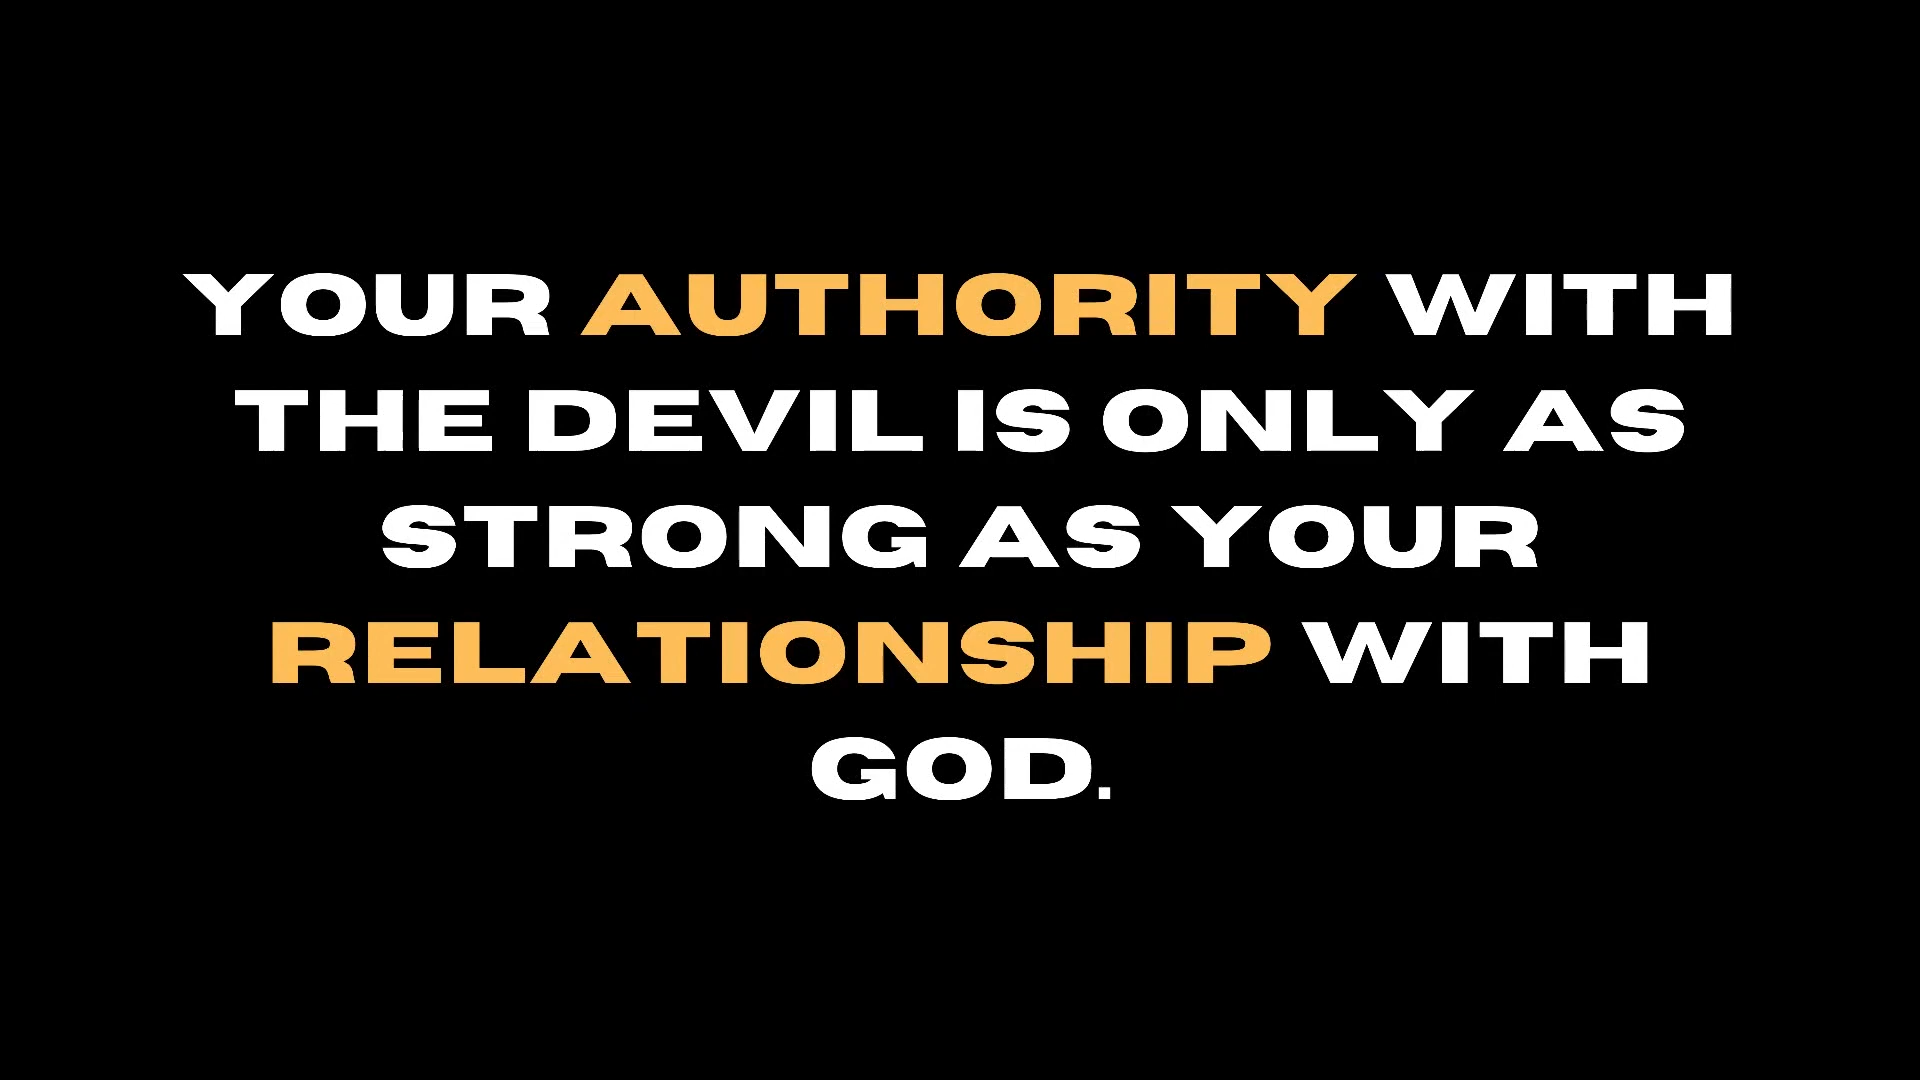 YOUR AUTHORITY WITH
THE DEVIL IS ONLY AS
STRONG AS YOUR
RELATIONSHIP WITH
GOD.